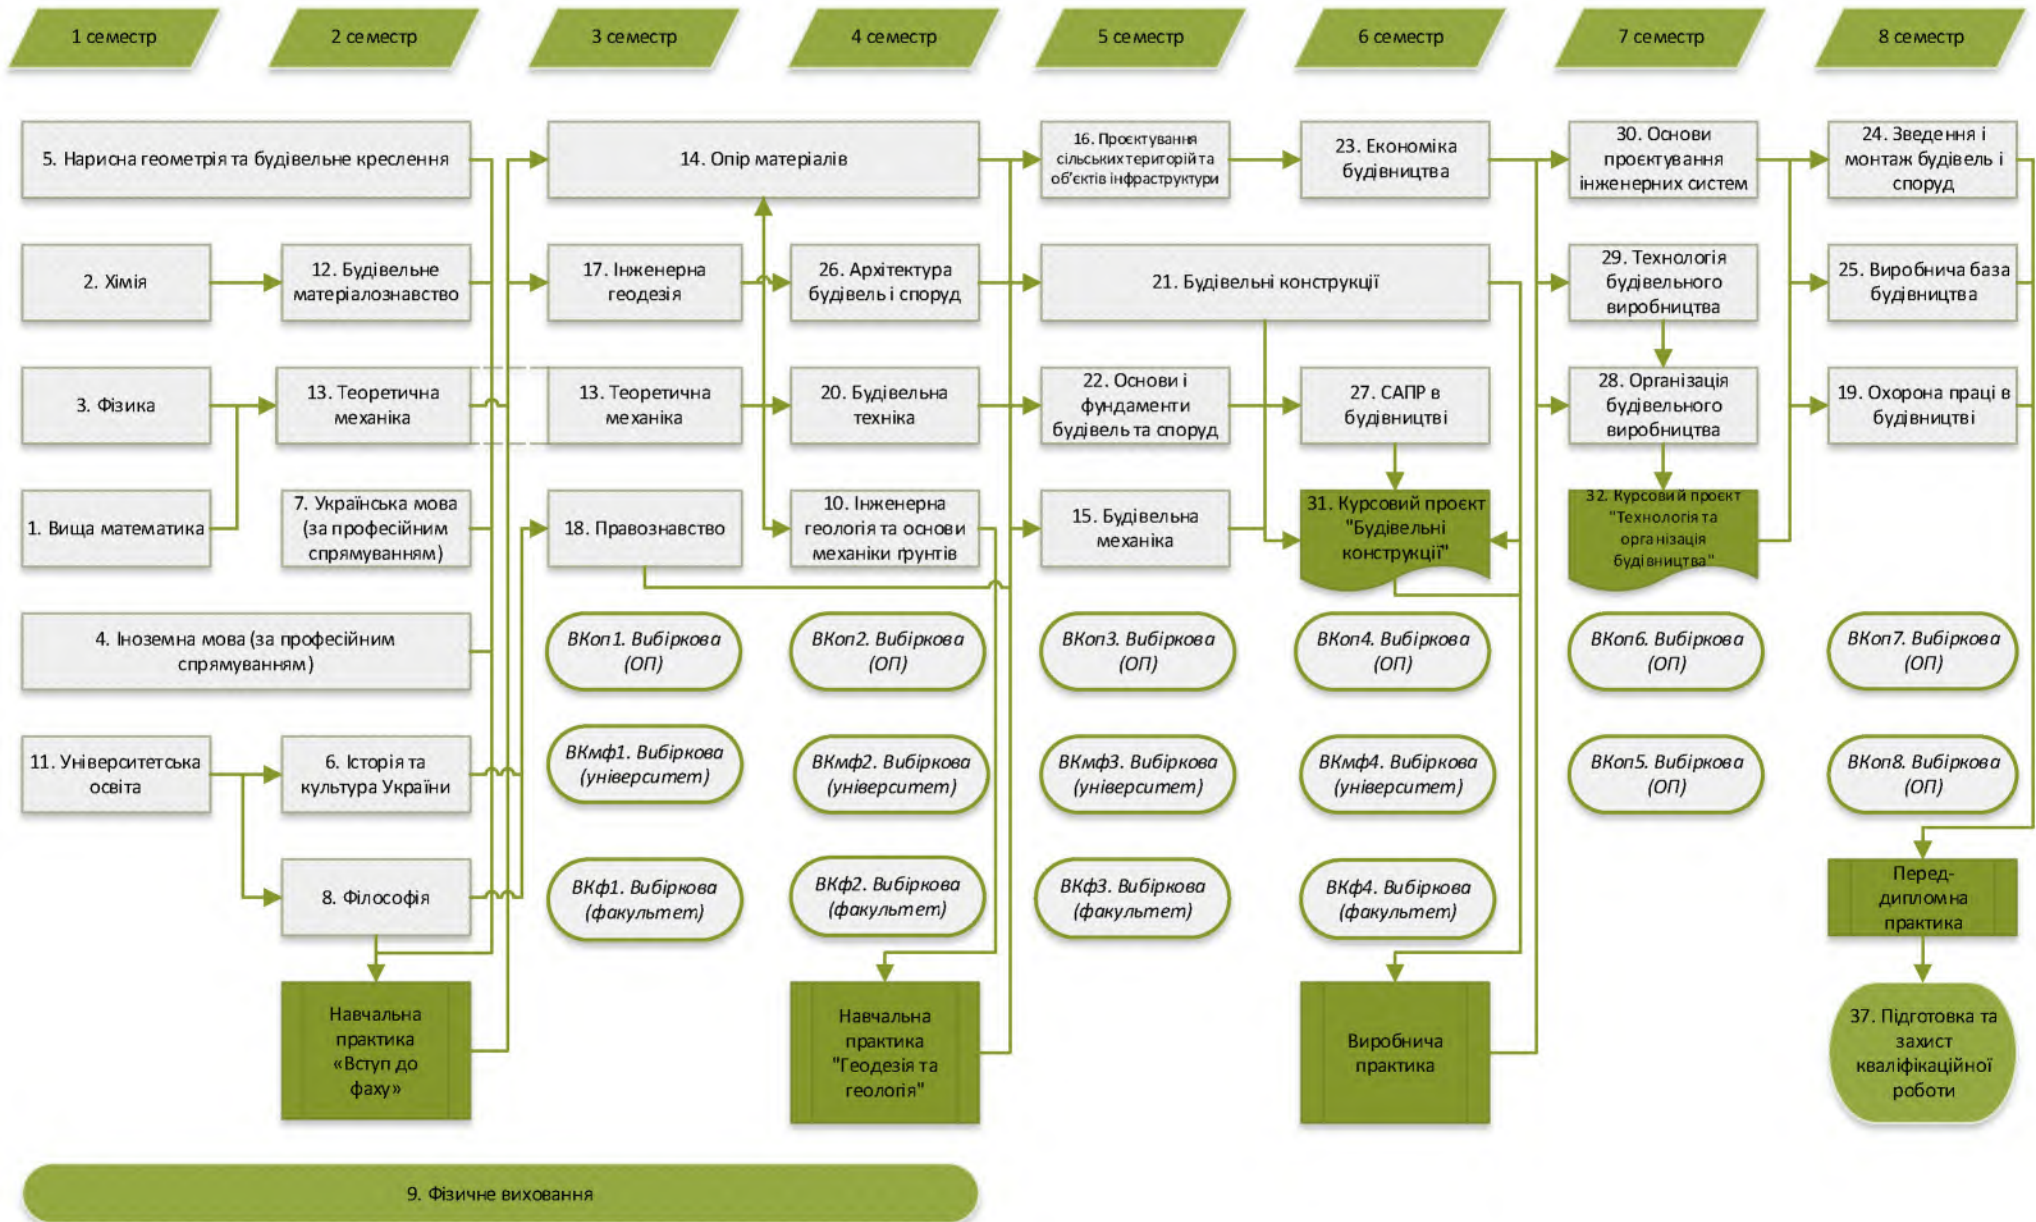 1 семестр
2 семестр
3 семестр
4 семестр
5 семестр
6 семестр
7 семестр
8 семестр
5. Нарисна геометрія та будівельне креслення
14. Опір матеріалів
16. Проєктування
сільських територій та
об'єктів інфраструктури
23. Економіка
будівництва
30. Основи
проєктування
інженерних систем
24. Зведення і
монтаж будівель і
споруд
2. Хімія
12. Будівельне
матеріалознавство
17. Інженерна
геодезія
26. Архітектура
будівель і споруд
21. Будівельні конструкції
29. Технологія
будівельного
виробництва
25. Виробнича база
будівництва
3. Фізика
13. Теоретична
механіка
13. Теоретична
механіка
20. Будівельна
техніка
22. Основи і
фундаменти
будівель та споруд
27. САПР в
будівництві
28. Організація
будівельного
виробництва
19. Охорона праці в
будівництві
1. Вища математика
7. Українська мова
(за професійним
спрямуванням)
18. Правознавство
10. Інженерна
геологія та основи
механіки ґрунтів
15. Будівельна
механіка
31. Курсовий проєкт
"Будівельні
конструкції"
32. Курсовий проєкт
"Технологія та
організація
будівництва"
4. Іноземна мова (за професійним
спрямуванням)
ВКоп1. Вибіркова
(ОП)
ВКоп2. Вибіркова
(ОП)
ВКоп3. Вибіркова
(ОП)
ВКоп4. Вибіркова
(ОП)
ВКоп6. Вибіркова
(ОП)
ВКоп7. Вибіркова
(ОП)
11. Університетська
освіта
6. Історія та
культура України
ВКмф1. Вибіркова
(університет)
ВКмф2. Вибіркова
(університет)
ВКмф3. Вибіркова
(університет)
ВКмф4. Вибіркова
(університет)
ВКоп5. Вибіркова
(ОП)
ВКоп8. Вибіркова
(ОП)
8. Філософія
ВКф1. Вибіркова
(факультет)
ВКф2. Вибіркова
(факультет)
ВКф3. Вибіркова
(факультет)
ВКф4. Вибіркова
(факультет)
Перед-
дипломна
практика
Навчальна
практика
«Вступ до
фаху»
Навчальна
практика
"Геодезія та
геологія"
Виробнича
практика
37. Підготовка та
захист
кваліфікаційної
роботи
9. Фізичне виховання